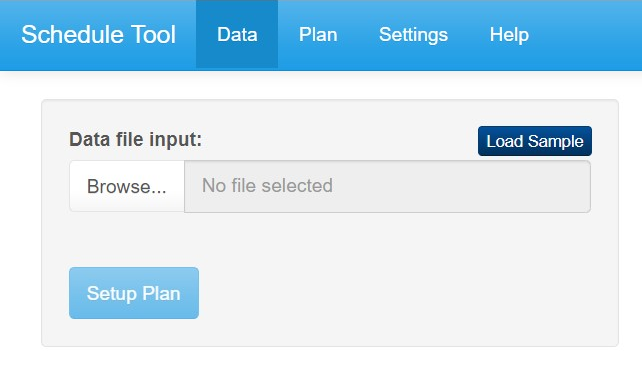 Schedule Tool Data Plan Settings Help
Data file input: Load Sample
Browse... No file selected
Setup Plan